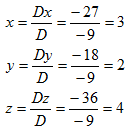 x = Dx/D = -27/-9 = 3
y = Dy/D = -18/-9 = 2
z = Dz/D = -36/-9 = 4